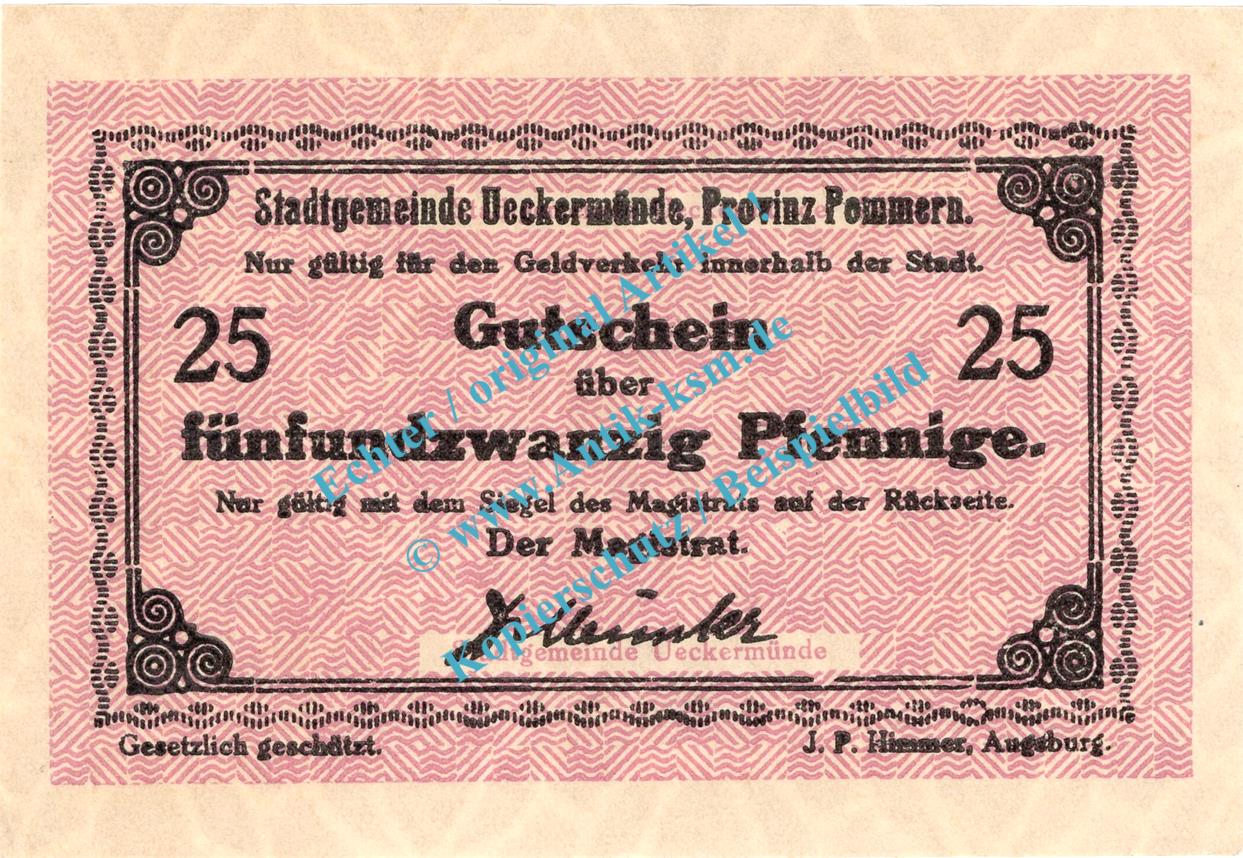 Stadtgemeinde Ueckermünde, Provinz Pommern.
Nur gültig für den Geldverkehr innerhalb der Stadt.
25 Gutschein 25
über
fünfundzwanzig Pfennige.
Nur gültig mit dem Siegel des Magistrats auf der Rückseite.
Der Magistrat.
Stadtgemeinde Ueckermünde
Gesetzlich geschützt. J. P. Himmer, Augsburg.
Echter / original Artikel !
© www.Antik-ksm.de
Kopierschutz / Beispielbild